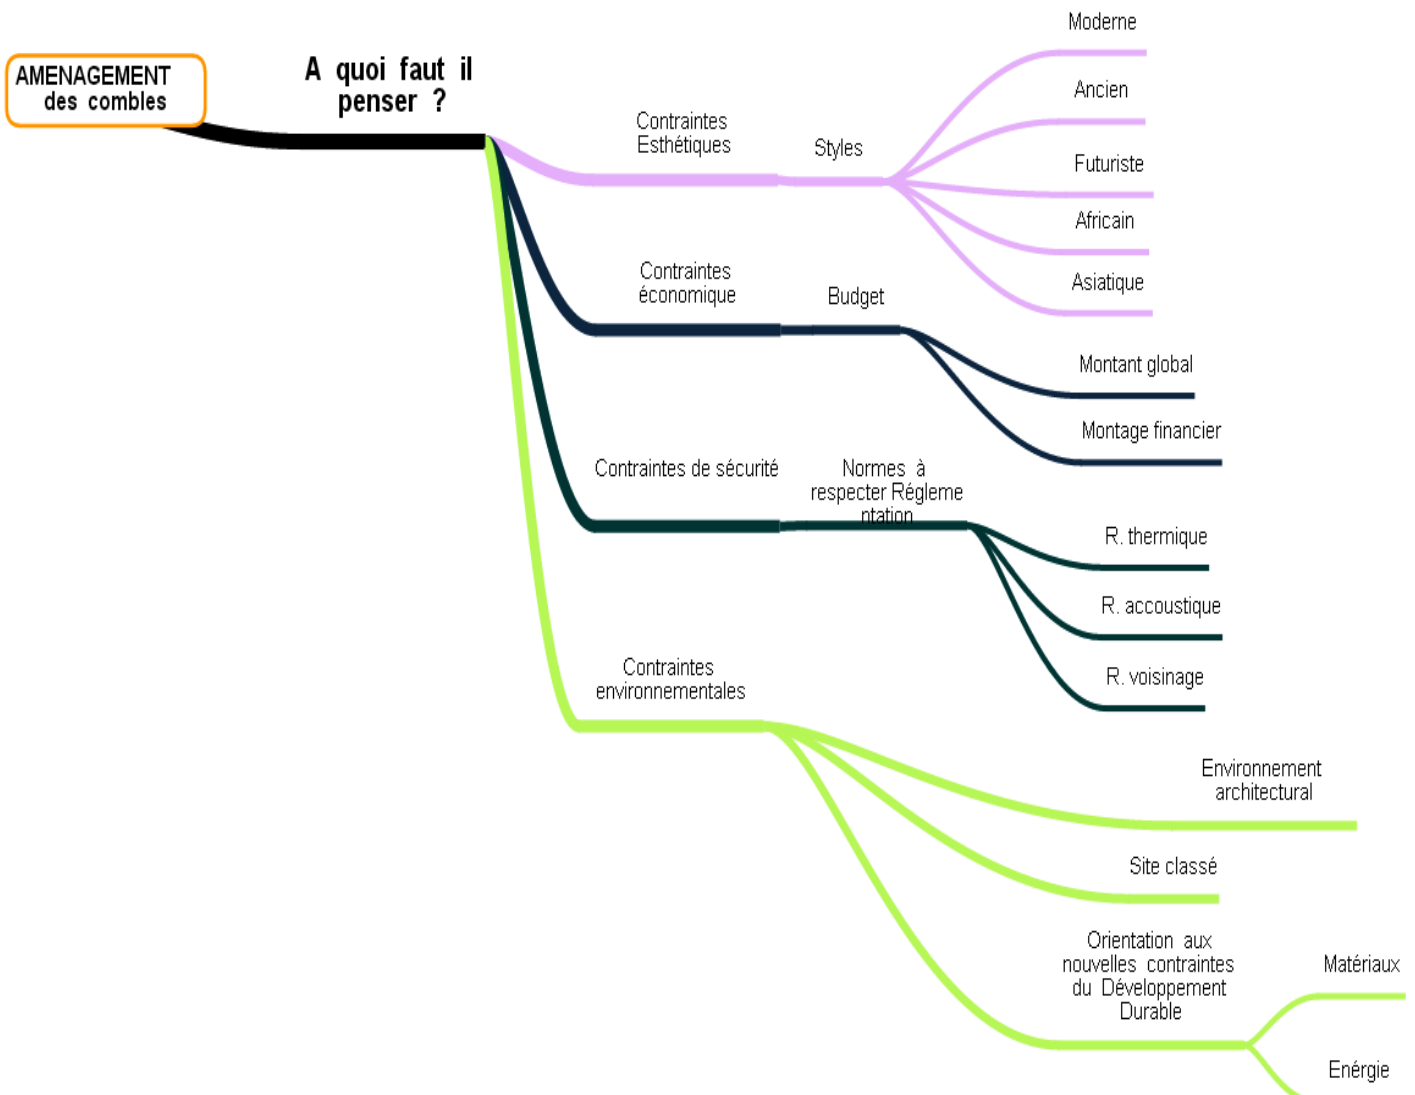 AMENAGEMENT
des combles
A quoi faut il
penser ?
Contraintes
Esthétiques
Styles
Moderne
Ancien
Futuriste
Africain
Asiatique
Contraintes
économique
Budget
Montant global
Montage financier
Contraintes de sécurité
Normes à
respecter Régleme
ntation
R. thermique
R. accoustique
R. voisinage
Contraintes
environnementales
Environnement
architectural
Site classé
Orientation aux
nouvelles contraintes
du Développement
Durable
Matériaux
Enérgie